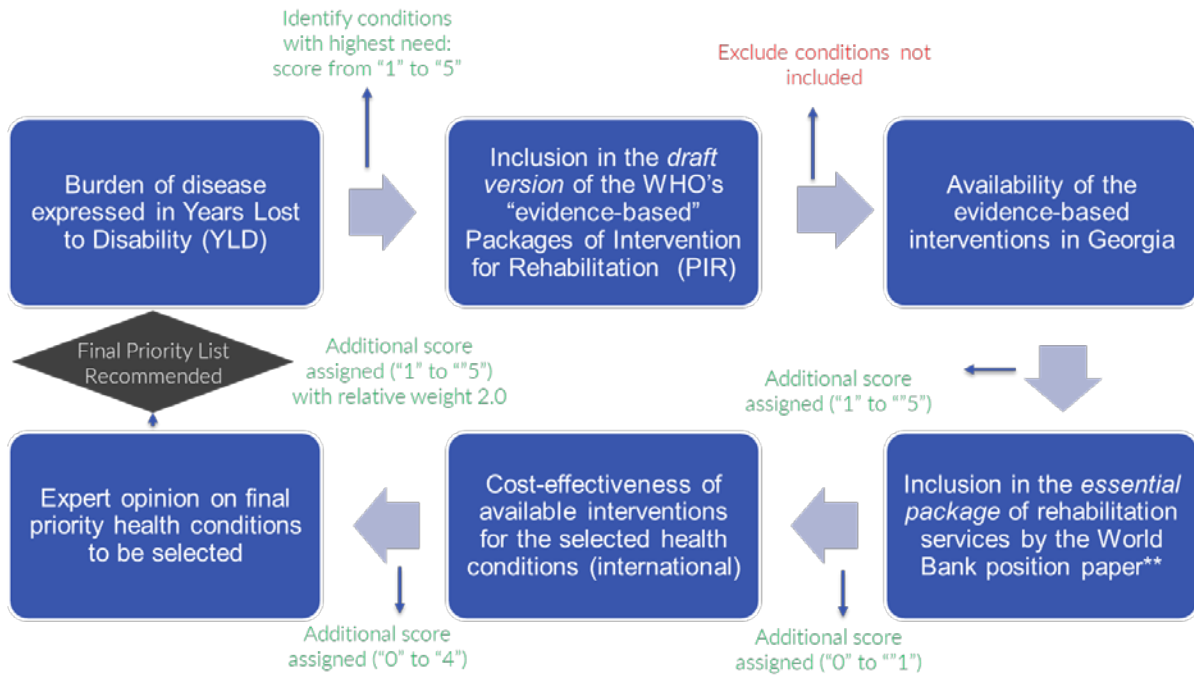 Identify conditions
with highest need:
score from “1” to “5”
Exclude conditions not
included
Burden of disease
expressed in Years Lost
to Disability (YLD)
Inclusion in the draft
version of the WHO’s
“evidence-based”
Packages of Intervention
for Rehabilitation (PIR)
Availability of the
evidence-based
interventions in Georgia
Final Priority List
Recommended
Additional score
assigned (“1” to “”5”)
with relative weight 2.0
Additional score
assigned (“1” to “”5”)
Expert opinion on final
priority health conditions
to be selected
Cost-effectiveness of
available interventions
for the selected health
conditions (international)
Inclusion in the essential
package of rehabilitation
services by the World
Bank position paper**
Additional score
assigned (“0” to “4”)
Additional score
assigned (“0” to “”1”)